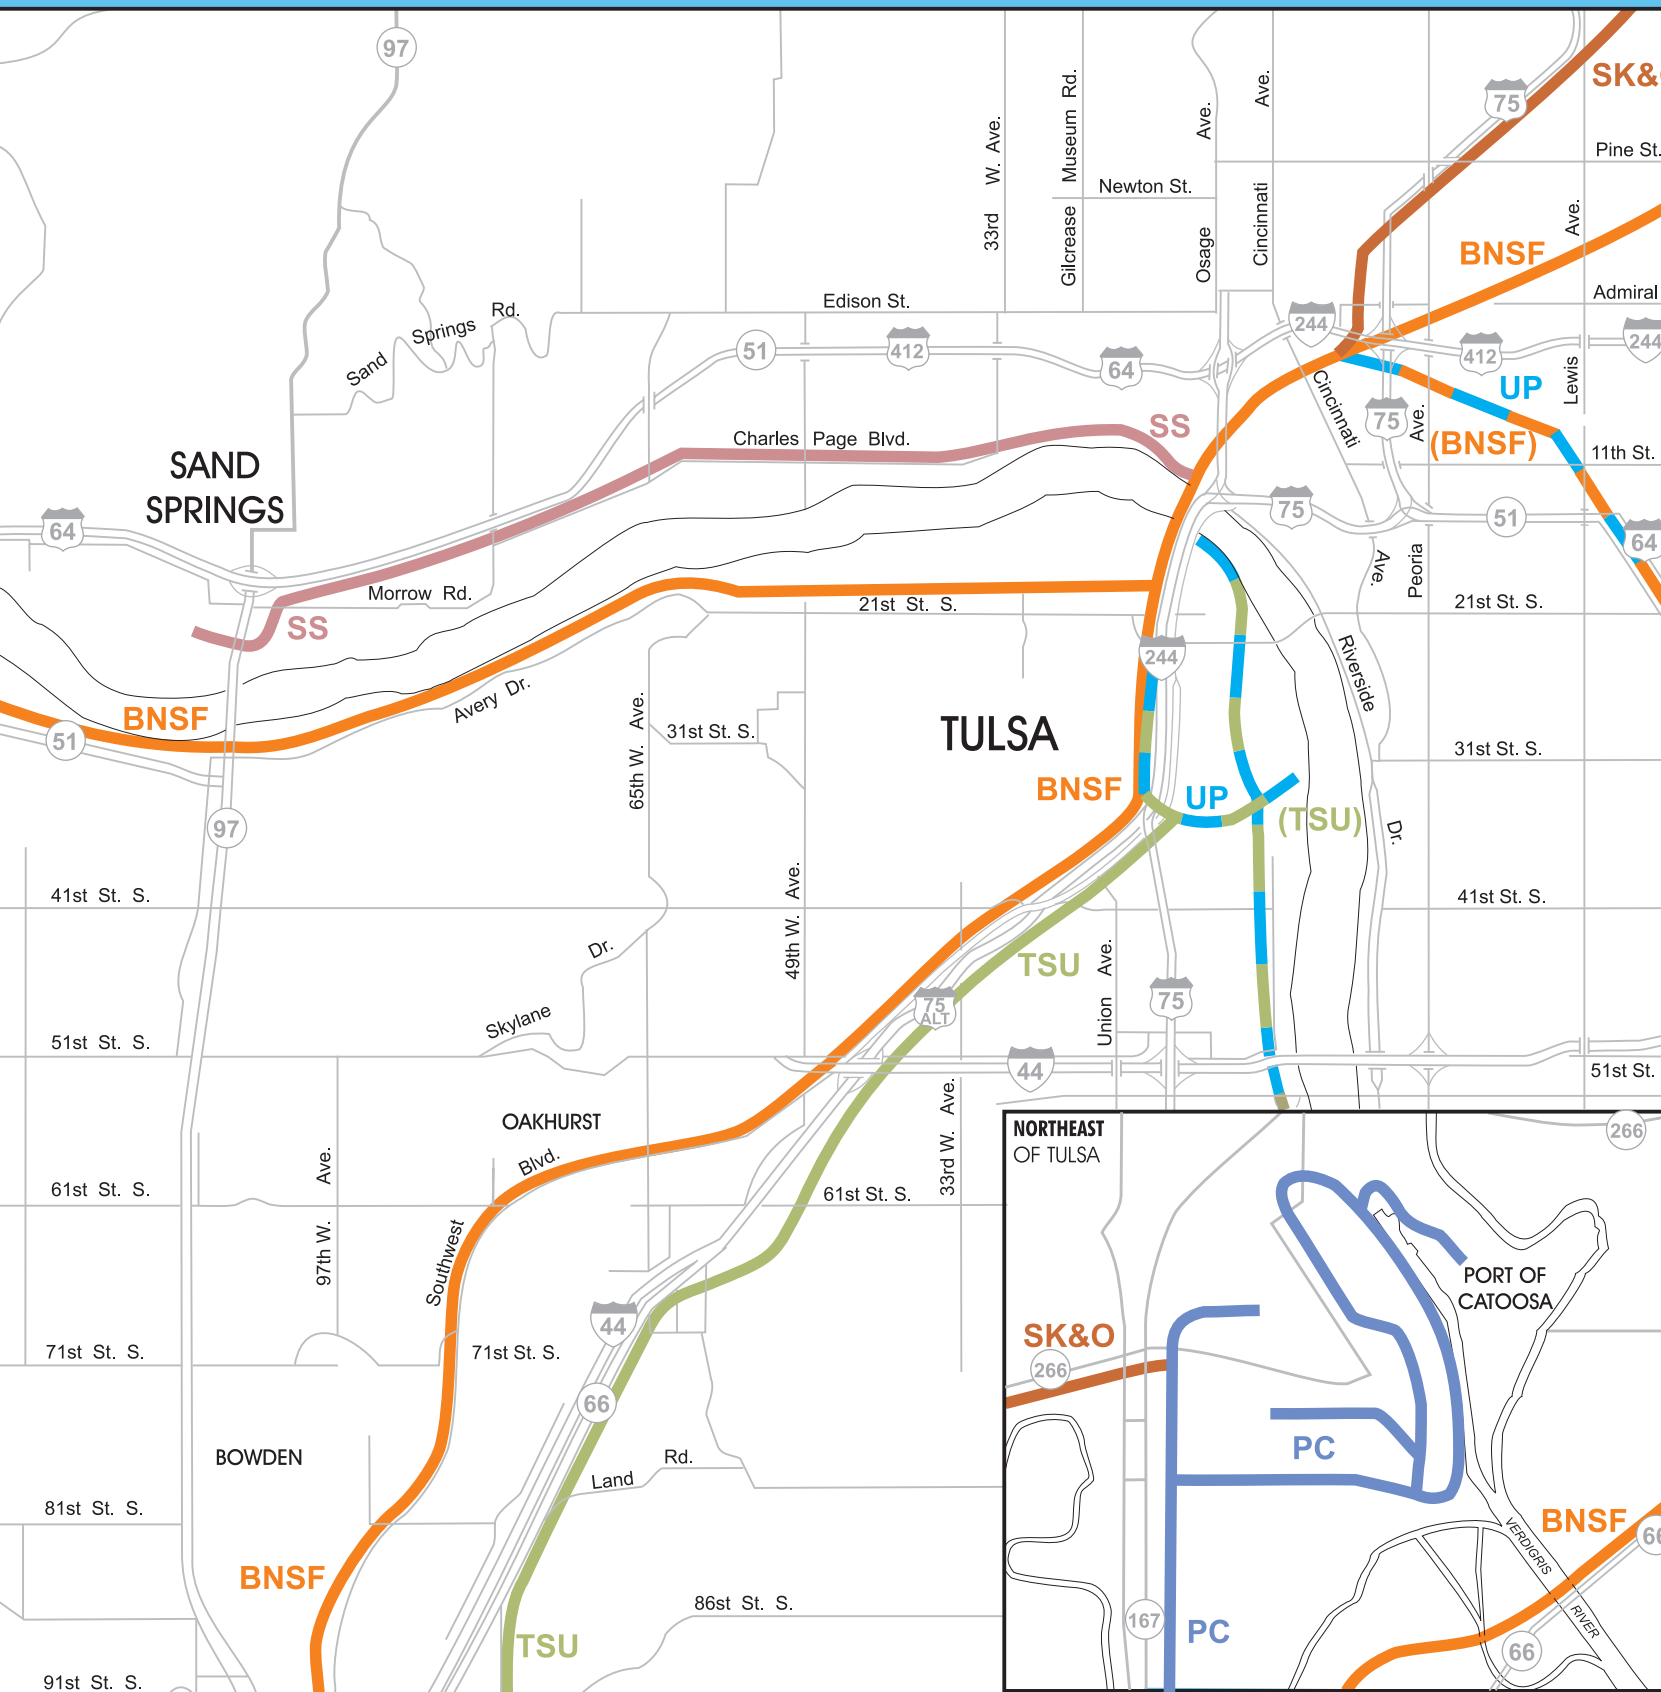 97
SK&
75
Pine St.
33rd W. Ave.
Gilcrease Museum Rd.
Newton St.
Osage Ave.
Cincinnati Ave.
Lewis Ave.
BNSF
Edison St.
Admiral
Sand Springs Rd.
51
412
64
244
412
244
UP
(BNSF)
Cincinnati Ave.
75
Peoria Ave.
11th St.
SS
Charles Page Blvd.
SAND
SPRINGS
64
75
51
64
Morrow Rd.
SS
21st St. S.
21st St. S.
244
Riverside Dr.
BNSF
51
Avery Dr.
65th W. Ave.
31st St. S.
TULSA
31st St. S.
BNSF
UP
(TSU)
97
41st St. S.
49th W. Ave.
41st St. S.
Skylane Dr.
TSU
75
ALT
Union Ave.
75
51st St. S.
44
51st St.
33rd W. Ave.
OAKHURST
Southwest Blvd.
97th W. Ave.
61st St. S.
61st St. S.
44
71st St. S.
71st St. S.
66
BOWDEN
Land Rd.
81st St. S.
BNSF
86st St. S.
TSU
91st St. S.
NORTHEAST
OF TULSA
266
PORT OF
CATOOSA
SK&O
266
PC
BNSF
66
VERDIGRIS RIVER
167
PC
66